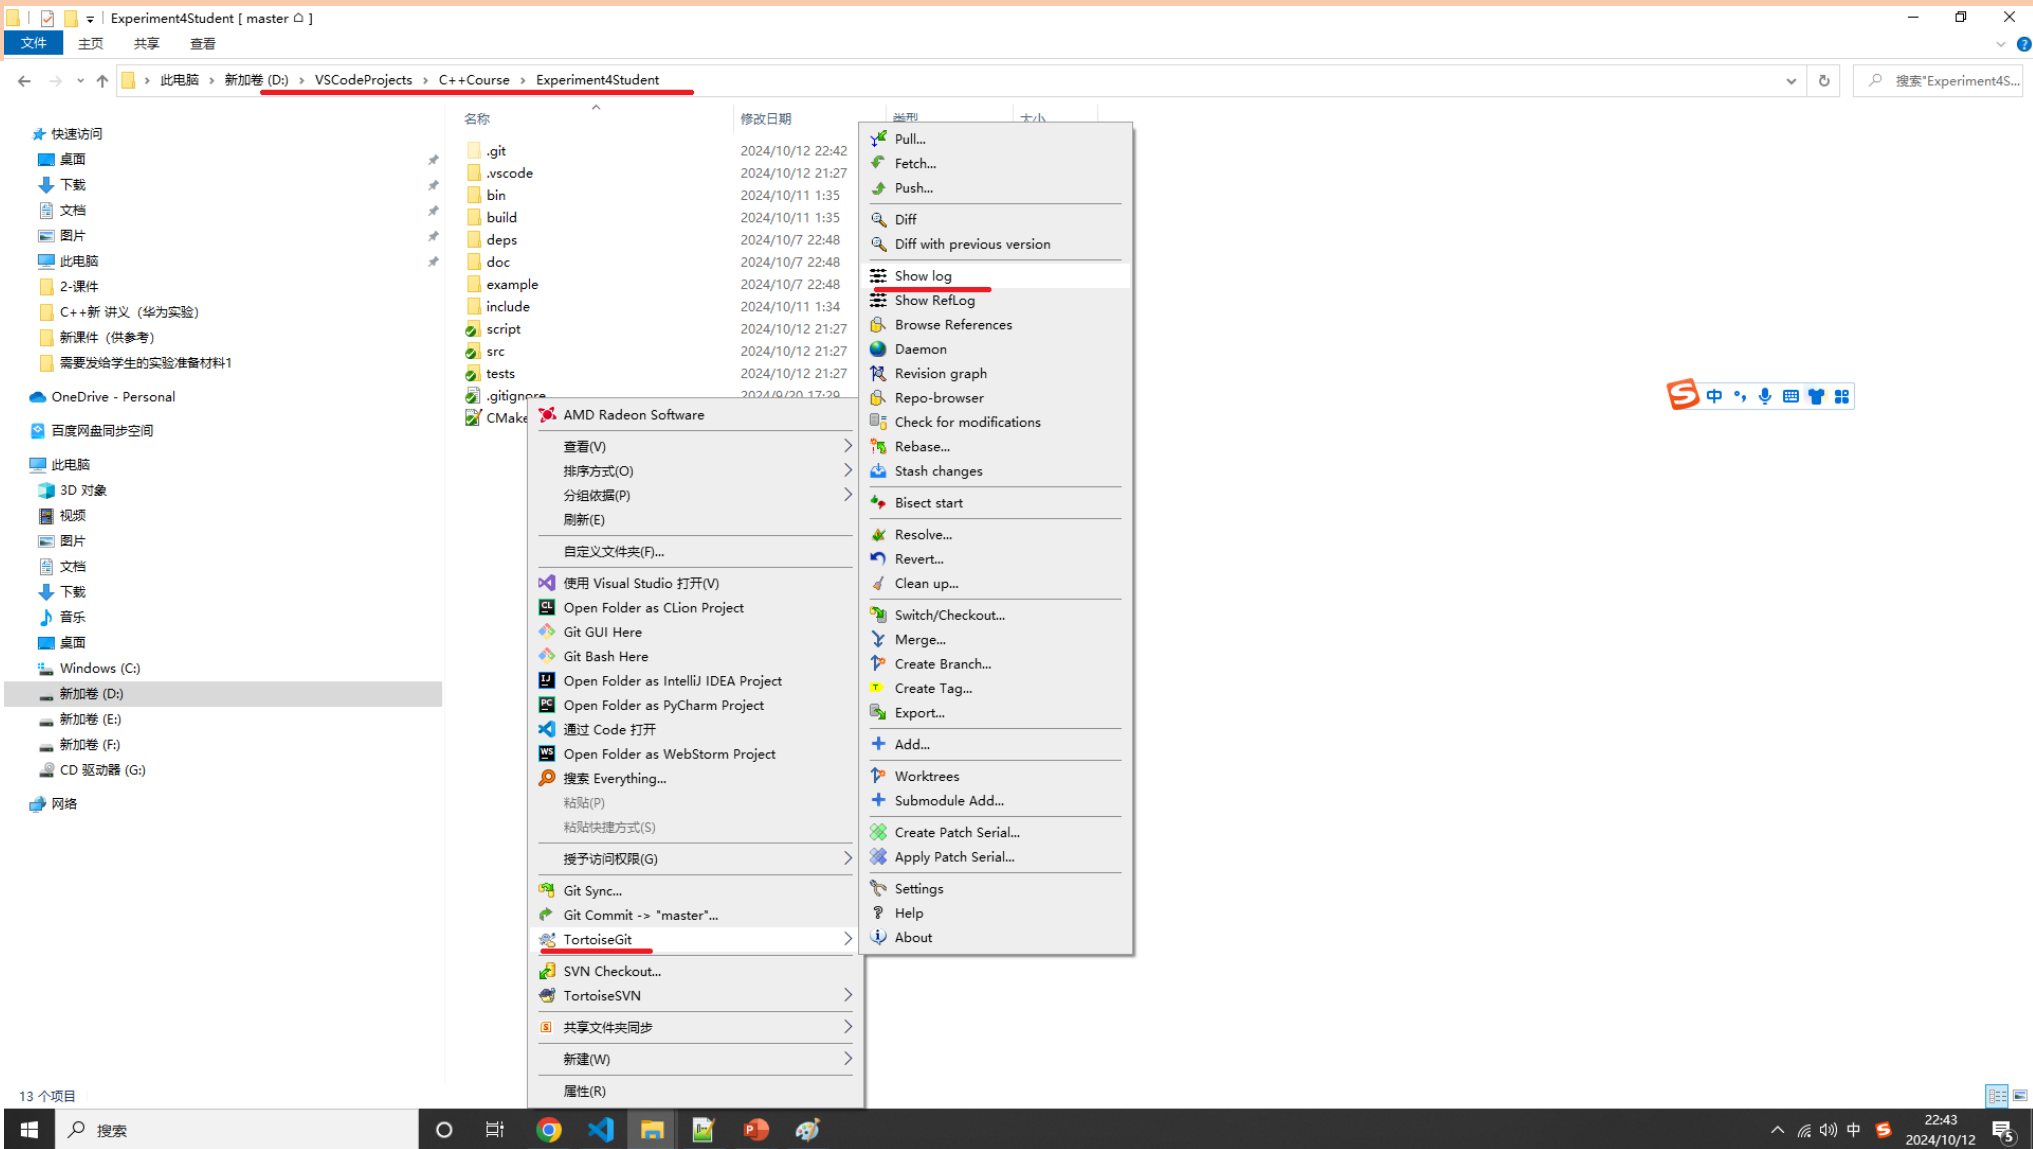 Experiment4Student [ master ]
文件 主页 共享 查看
此电脑 › 新加卷 (D:) › VSCodeProjects › C++Course › Experiment4Student
搜索"Experiment4S...
名称 修改日期 类型 大小
快速访问
桌面
下载
文档
图片
此电脑
2-课件
C++新 讲义（华为实验）
新课件（供参考）
需要发给学生的实验准备材料1
OneDrive - Personal
百度网盘同步空间
此电脑
3D 对象
视频
图片
文档
下载
音乐
桌面
Windows (C:)
新加卷 (D:)
新加卷 (E:)
新加卷 (F:)
CD 驱动器 (G:)
网络
.git 2024/10/12 22:42
.vscode 2024/10/12 21:27
bin 2024/10/11 1:35
build 2024/10/11 1:35
deps 2024/10/7 22:48
doc 2024/10/7 22:48
example 2024/10/7 22:48
include 2024/10/11 1:34
script 2024/10/12 21:27
src 2024/10/12 21:27
tests 2024/10/12 21:27
.gitignore 2024/9/20 17:29
CMake
AMD Radeon Software
查看(V)
排序方式(O)
分组依据(P)
刷新(E)
自定义文件夹(F)...
使用 Visual Studio 打开(V)
Open Folder as CLion Project
Git GUI Here
Git Bash Here
Open Folder as IntelliJ IDEA Project
Open Folder as PyCharm Project
通过 Code 打开
Open Folder as WebStorm Project
搜索 Everything...
粘贴(P)
粘贴快捷方式(S)
授予访问权限(G)
Git Sync...
Git Commit -> "master"...
TortoiseGit
SVN Checkout...
TortoiseSVN
共享文件夹同步
新建(W)
属性(R)
Pull...
Fetch...
Push...
Diff
Diff with previous version
Show log
Show RefLog
Browse References
Daemon
Revision graph
Repo-browser
Check for modifications
Rebase...
Stash changes
Bisect start
Resolve...
Revert...
Clean up...
Switch/Checkout...
Merge...
Create Branch...
Create Tag...
Export...
Add...
Worktrees
Submodule Add...
Create Patch Serial...
Apply Patch Serial...
Settings
Help
About
中
13 个项目
搜索
中
22:43
2024/10/12
5